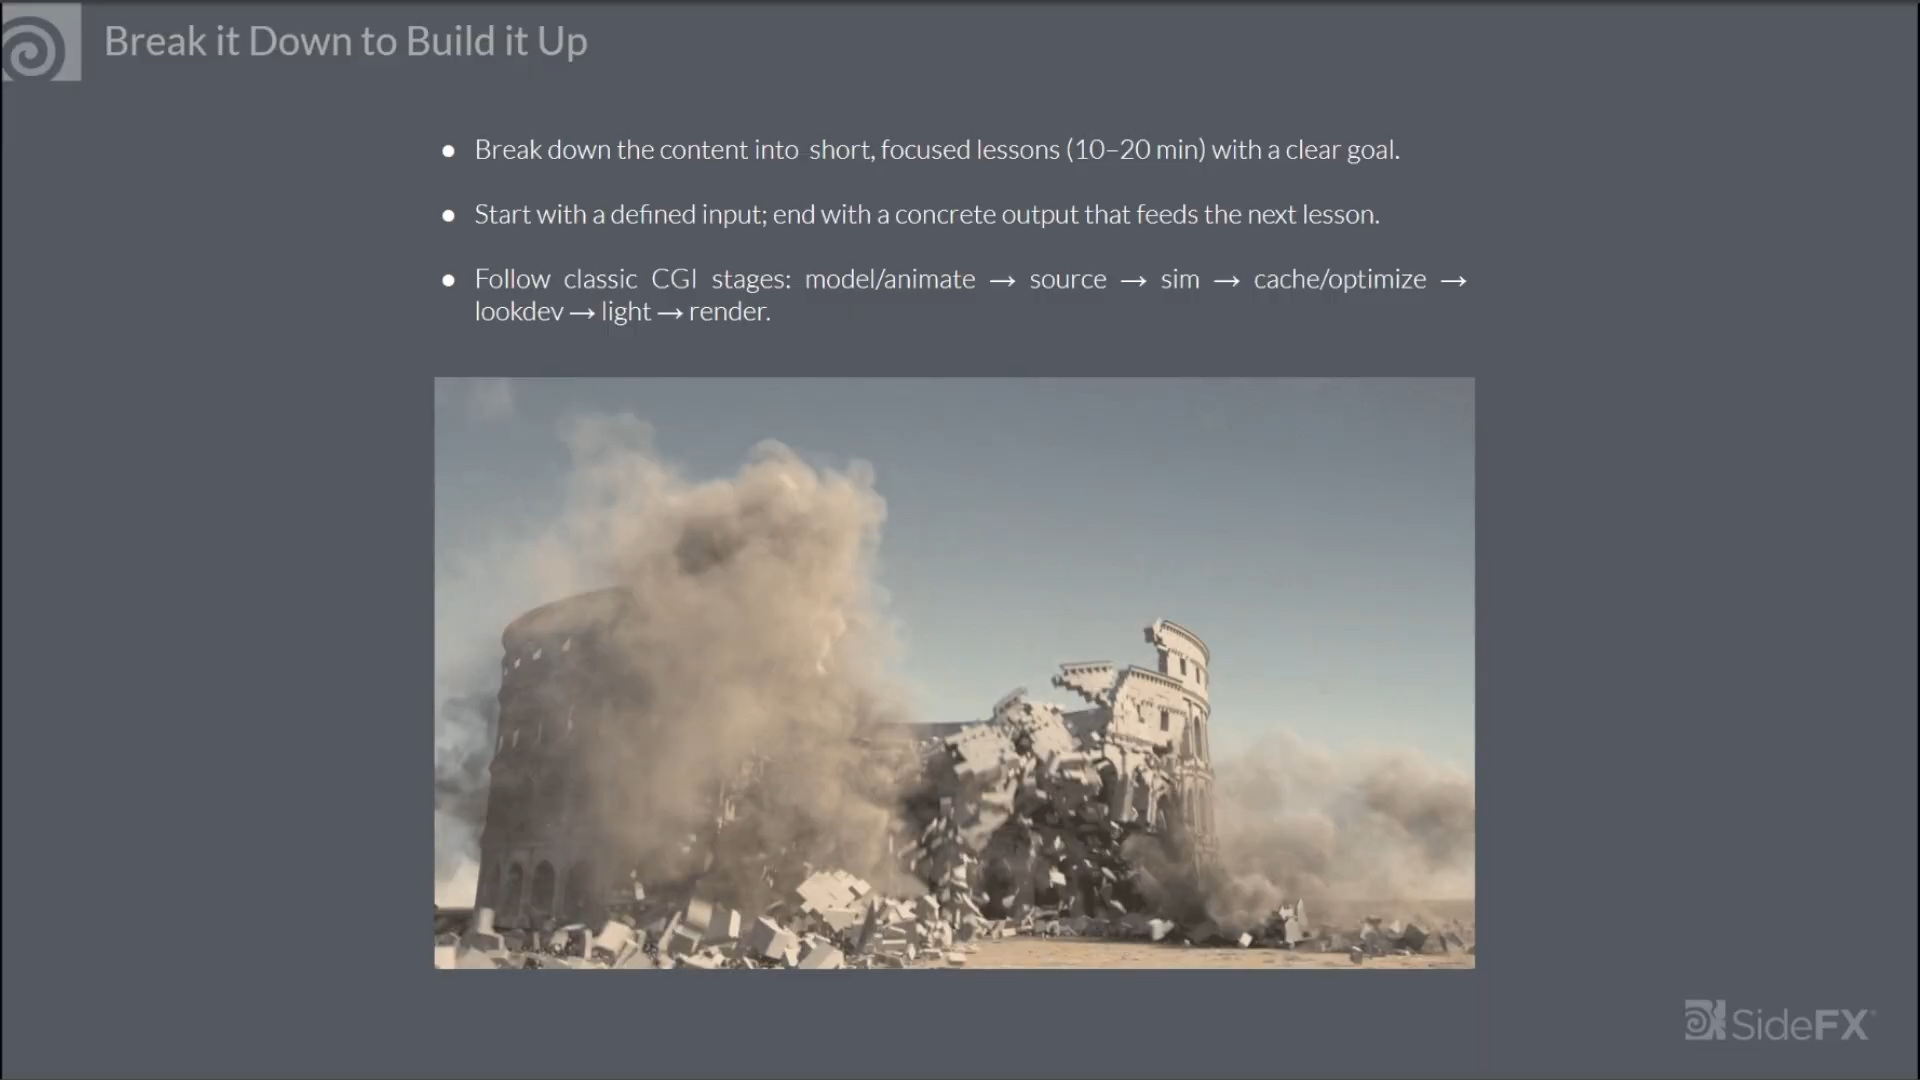 Break it Down to Build it Up
● Break down the content into short, focused lessons (10–20 min) with a clear goal.
● Start with a defined input; end with a concrete output that feeds the next lesson.
● Follow classic CGI stages: model/animate → source → sim → cache/optimize →
lookdev → light → render.
SideFX